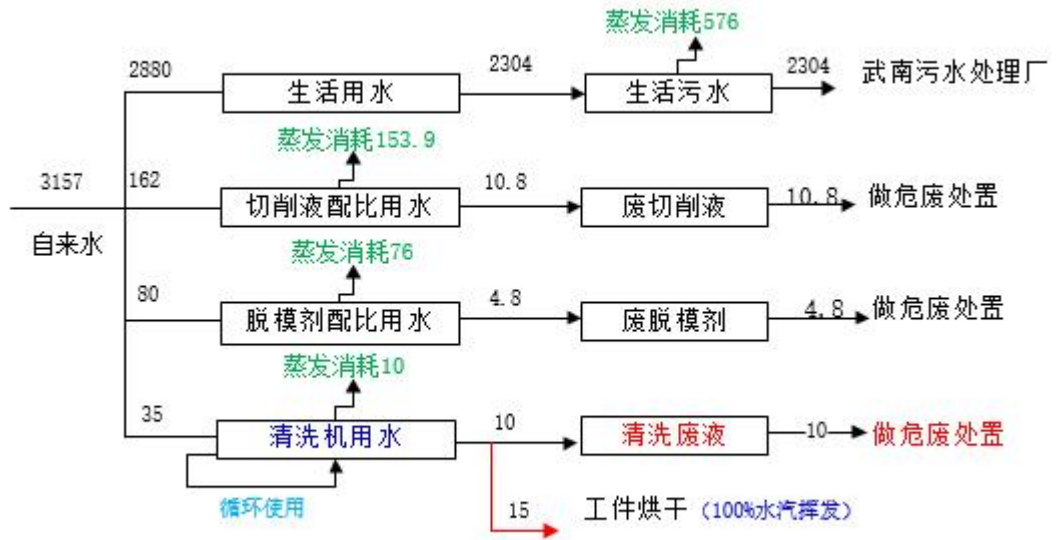 蒸发消耗576
2880
2304
2304
生活用水
生活污水
武南污水处理厂
蒸发消耗153.9
3157
162
10.8
10.8
切削液配比用水
废切削液
做危废处置
自来水
蒸发消耗76
80
4.8
4.8
脱模剂配比用水
废脱模剂
做危废处置
蒸发消耗10
35
10
10
清洗机用水
清洗废液
做危废处置
循环使用
15
工件烘干（100%水汽挥发）